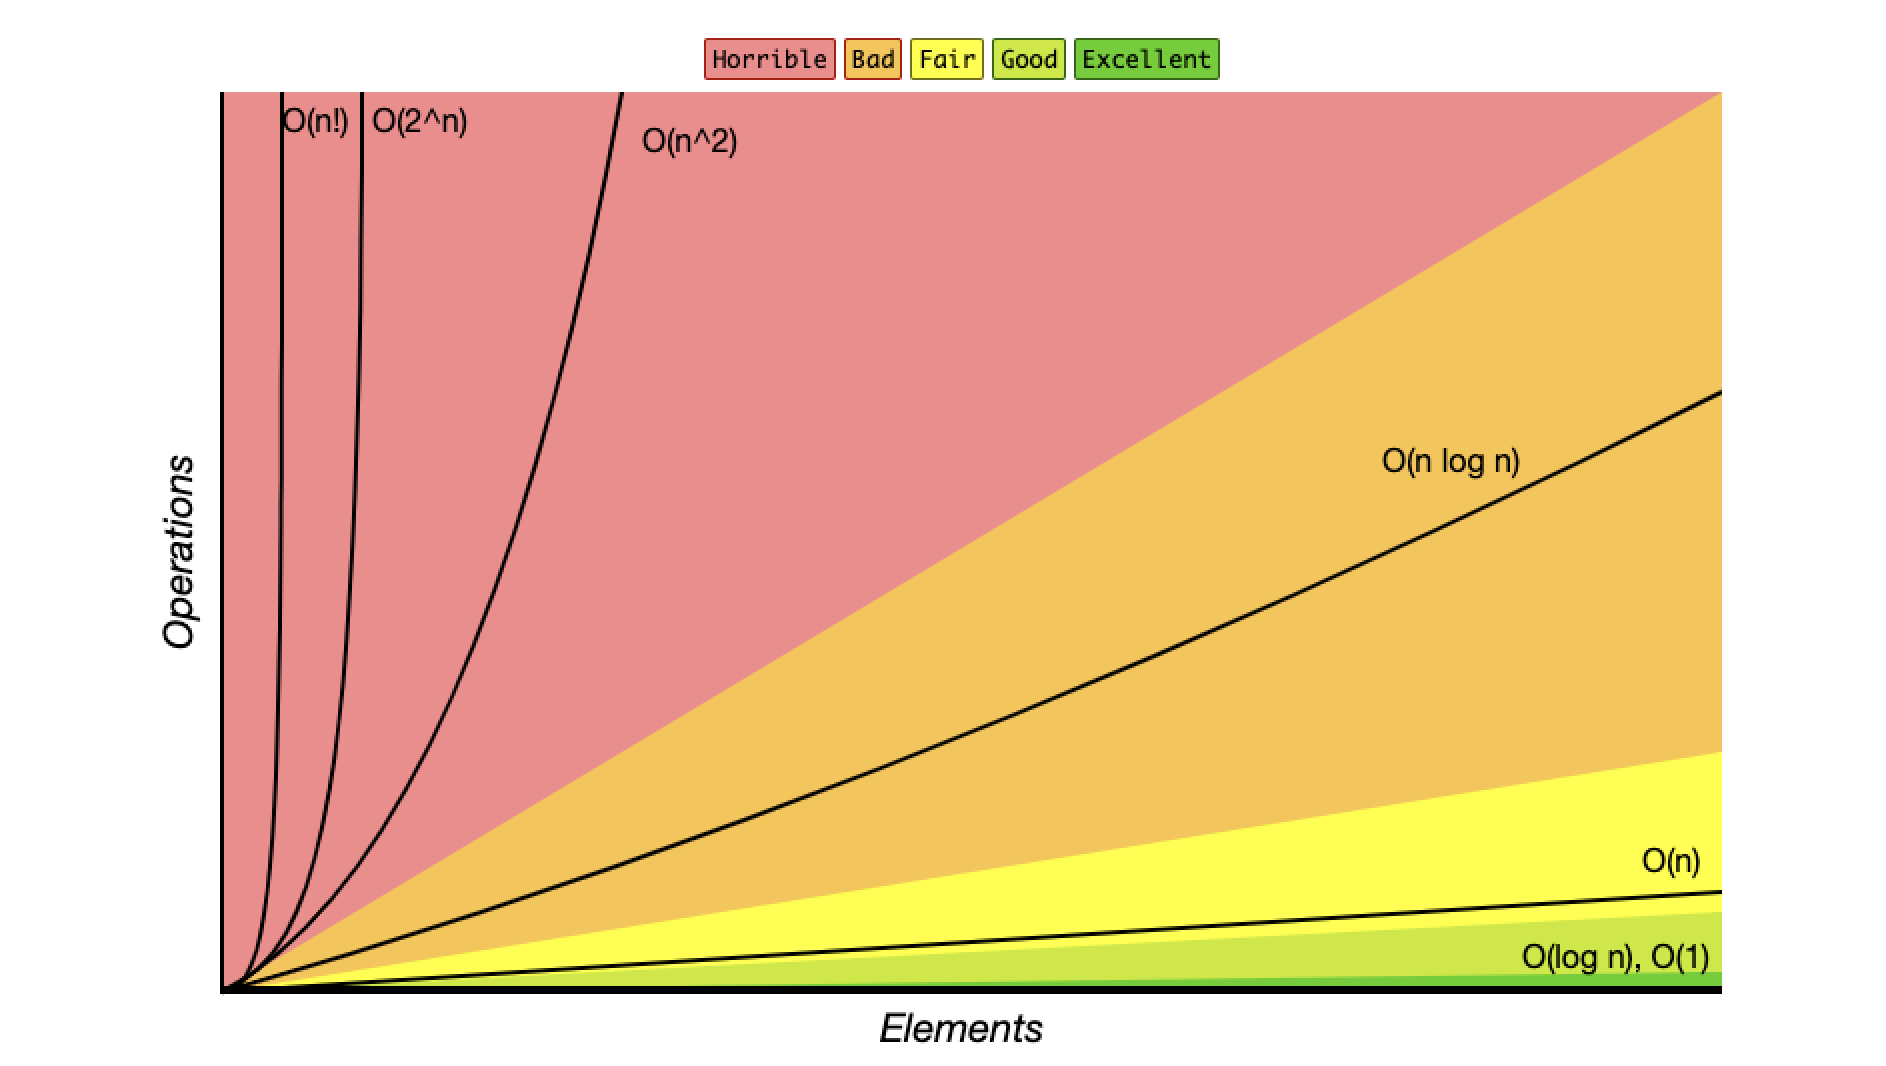 Horrible Bad Fair Good Excellent
O(n!) O(2^n)
O(n^2)
O(n log n)
Operations
O(n)
O(log n), O(1)
Elements